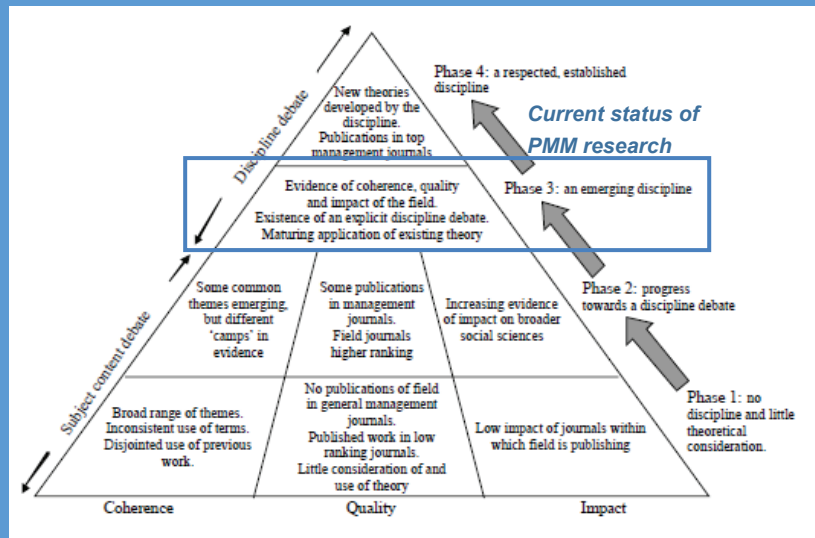 Discipline debate
Subject content debate
New theories
developed by the
discipline.
Publications in top
management journals
Evidence of coherence, quality
and impact of the field.
Existence of an explicit discipline debate.
Maturing application of existing theory
Some common
themes emerging,
but different
'camps' in
evidence
Some publications
in management
journals.
Field journals
higher ranking
Increasing evidence
of impact on broader
social sciences
Broad range of themes.
Inconsistent use of terms.
Disjointed use of previous
work.
No publications of field
in general management
journals.
Published work in low
ranking journals.
Little consideration of and
use of theory
Low impact of journals within
which field is publishing
Coherence
Quality
Impact
Phase 4: a respected, established
discipline
Current status of
PMM research
Phase 3: an emerging discipline
Phase 2: progress
towards a discipline debate
Phase 1: no
discipline and little
theoretical
consideration.